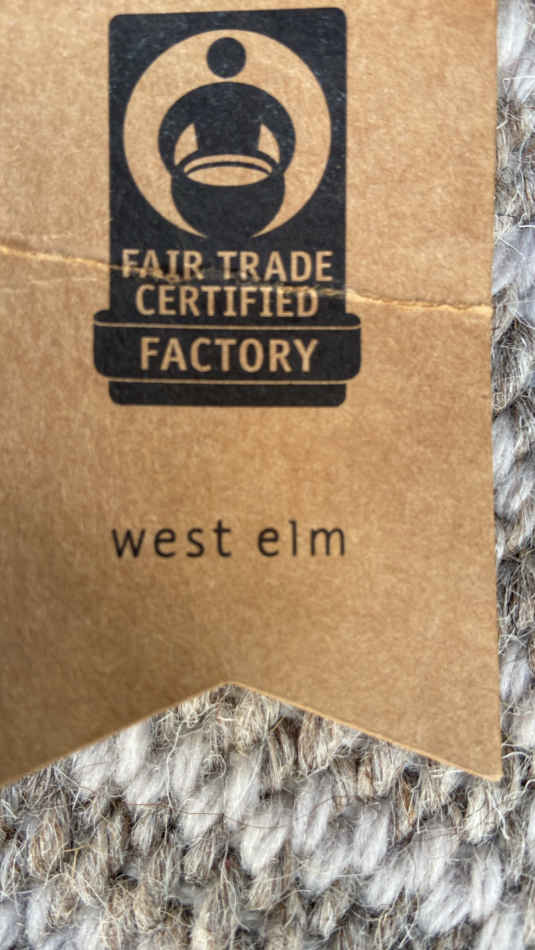 FAIR TRADE
CERTIFIED
FACTORY
west elm